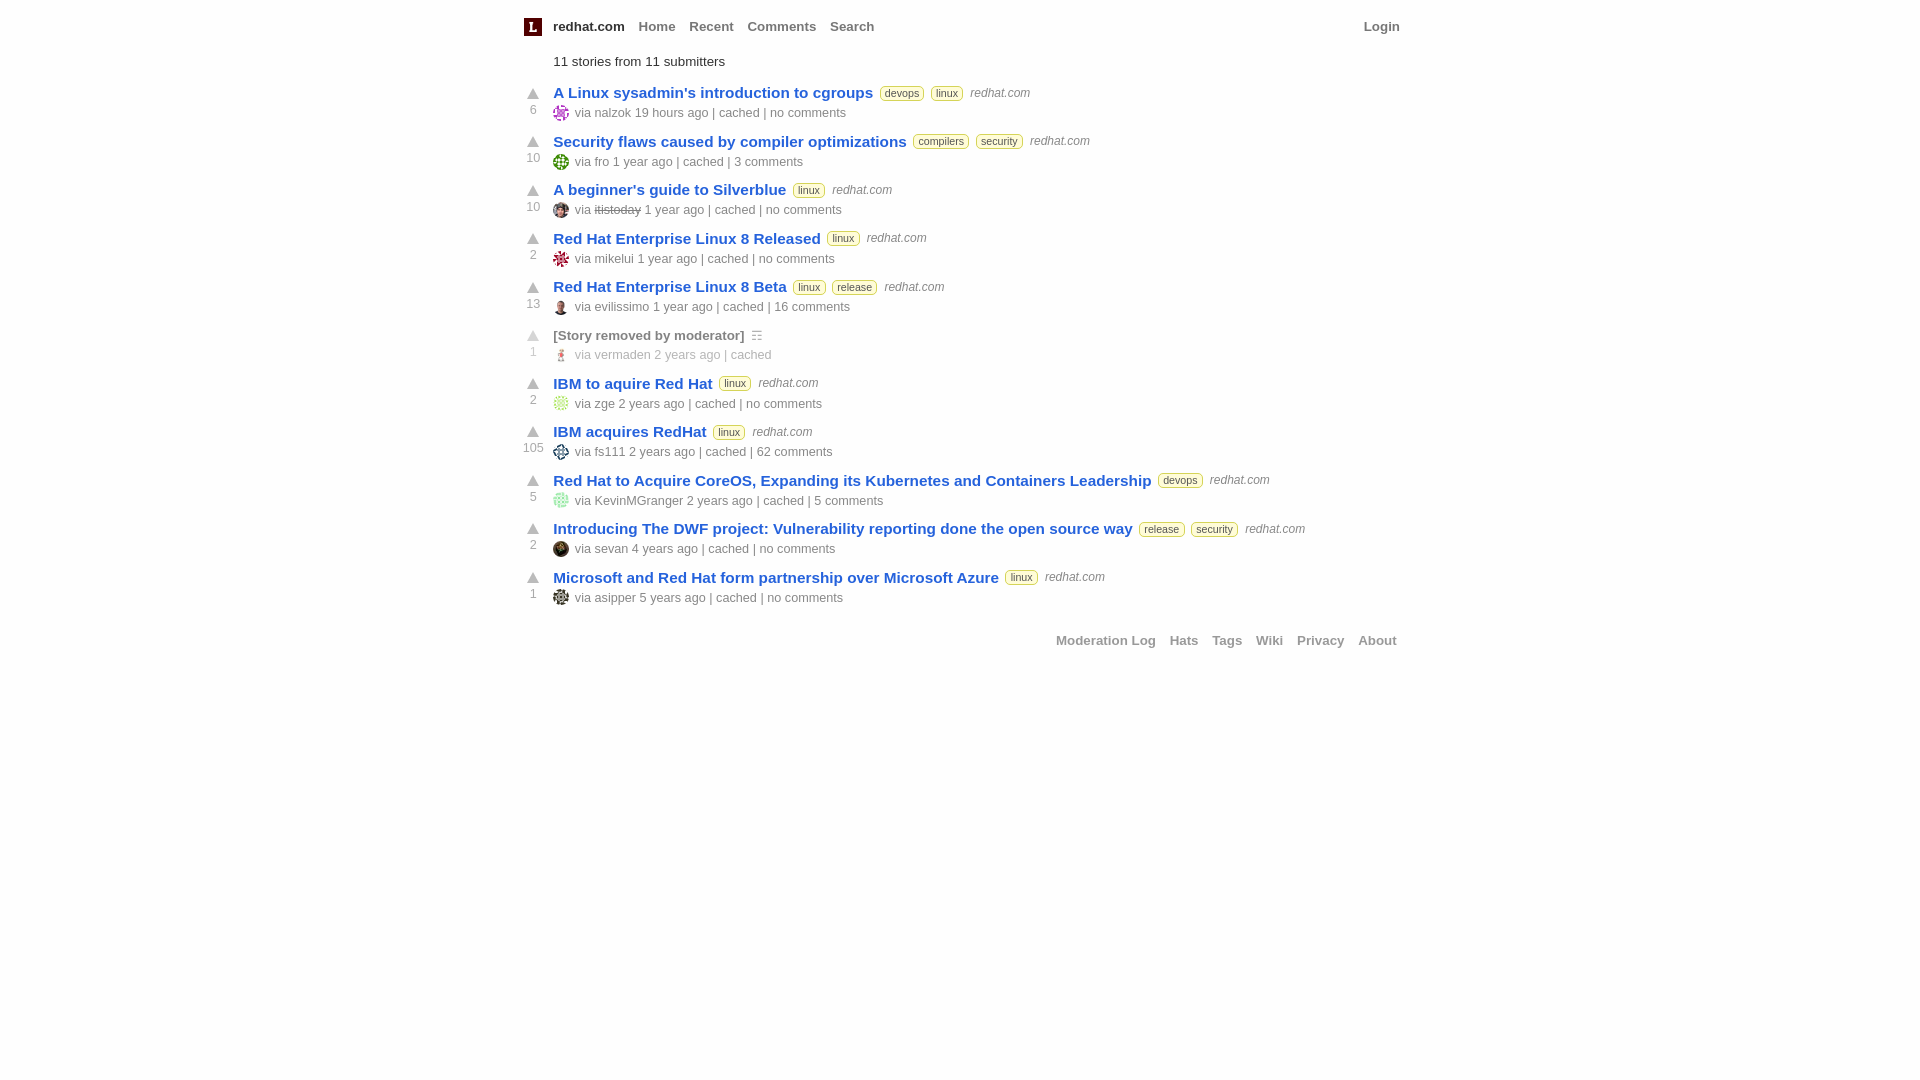 L redhat.com Home Recent Comments Search Login
11 stories from 11 submitters
A Linux sysadmin's introduction to cgroups devops linux redhat.com
6 via nalzok 19 hours ago | cached | no comments
Security flaws caused by compiler optimizations compilers security redhat.com
10 via fro 1 year ago | cached | 3 comments
A beginner's guide to Silverblue linux redhat.com
10 via itistoday 1 year ago | cached | no comments
Red Hat Enterprise Linux 8 Released linux redhat.com
2 via mikelui 1 year ago | cached | no comments
Red Hat Enterprise Linux 8 Beta linux release redhat.com
13 via evilissimo 1 year ago | cached | 16 comments
[Story removed by moderator] ☶
1 via vermaden 2 years ago | cached
IBM to aquire Red Hat linux redhat.com
2 via zge 2 years ago | cached | no comments
IBM acquires RedHat linux redhat.com
105 via fs111 2 years ago | cached | 62 comments
Red Hat to Acquire CoreOS, Expanding its Kubernetes and Containers Leadership devops redhat.com
5 via KevinMGranger 2 years ago | cached | 5 comments
Introducing The DWF project: Vulnerability reporting done the open source way release security redhat.com
2 via sevan 4 years ago | cached | no comments
Microsoft and Red Hat form partnership over Microsoft Azure linux redhat.com
1 via asipper 5 years ago | cached | no comments
Moderation Log Hats Tags Wiki Privacy About